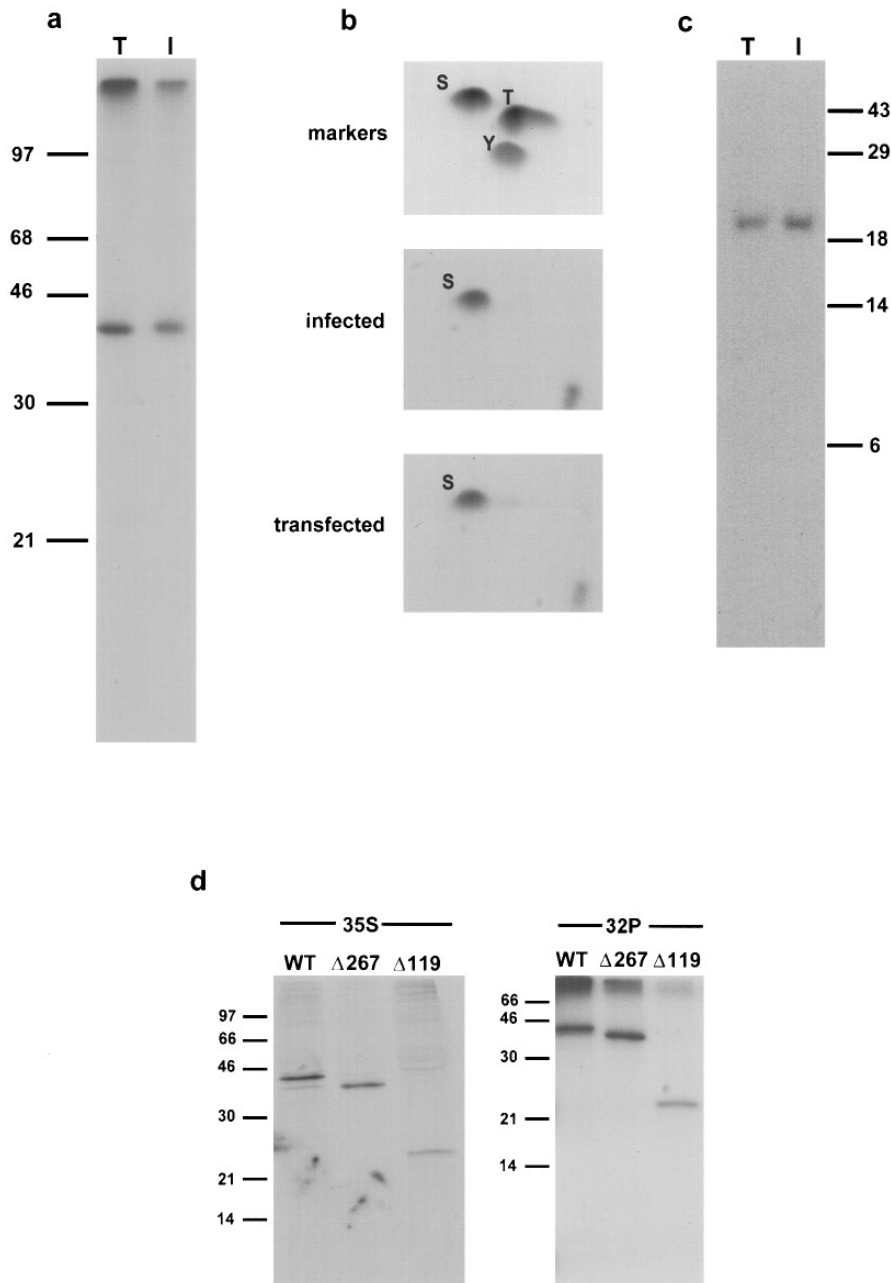 a
T I
97
68
46
30
21
b
markers
S
T
Y
infected
S
transfected
S
c
T I
43
29
18
14
6
d
35S
WT Δ267 Δ119
97
66
46
30
21
14
32P
WT Δ267 Δ119
66
46
30
21
14